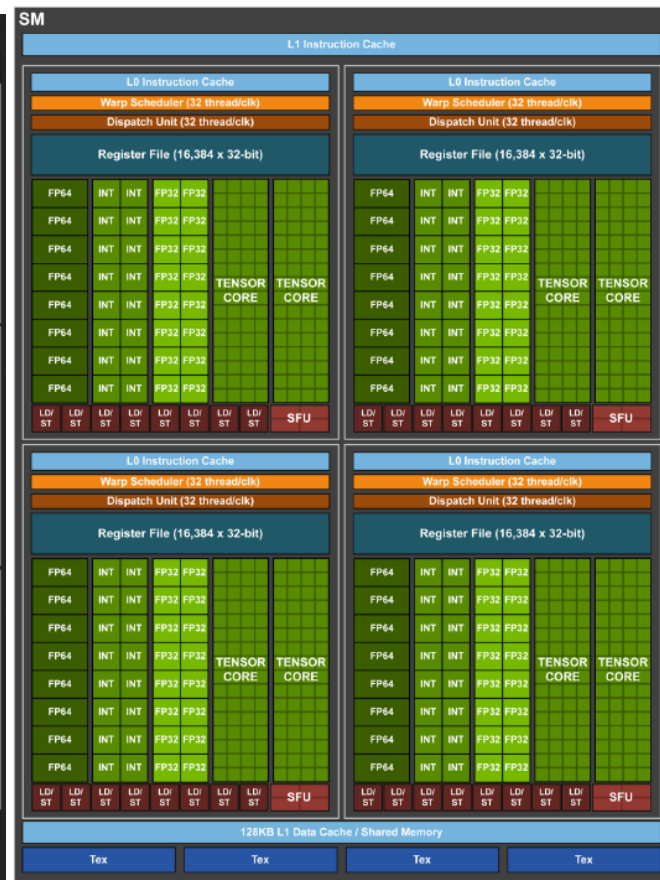 SM
L1 Instruction Cache
L0 Instruction Cache
Warp Scheduler (32 thread/clk)
Dispatch Unit (32 thread/clk)
Register File (16,384 x 32-bit)
FP64 INT INT FP32 FP32
FP64 INT INT FP32 FP32
FP64 INT INT FP32 FP32
FP64 INT INT FP32 FP32
TENSOR CORE
TENSOR CORE
FP64 INT INT FP32 FP32
FP64 INT INT FP32 FP32
FP64 INT INT FP32 FP32
FP64 INT INT FP32 FP32
LD/ LD/ LD/ LD/ LD/ LD/ LD/ LD/
ST ST ST ST ST ST ST ST
SFU
L0 Instruction Cache
Warp Scheduler (32 thread/clk)
Dispatch Unit (32 thread/clk)
Register File (16,384 x 32-bit)
FP64 INT INT FP32 FP32
FP64 INT INT FP32 FP32
FP64 INT INT FP32 FP32
FP64 INT INT FP32 FP32
TENSOR CORE
TENSOR CORE
FP64 INT INT FP32 FP32
FP64 INT INT FP32 FP32
FP64 INT INT FP32 FP32
FP64 INT INT FP32 FP32
LD/ LD/ LD/ LD/ LD/ LD/ LD/ LD/
ST ST ST ST ST ST ST ST
SFU
L0 Instruction Cache
Warp Scheduler (32 thread/clk)
Dispatch Unit (32 thread/clk)
Register File (16,384 x 32-bit)
FP64 INT INT FP32 FP32
FP64 INT INT FP32 FP32
FP64 INT INT FP32 FP32
FP64 INT INT FP32 FP32
TENSOR CORE
TENSOR CORE
FP64 INT INT FP32 FP32
FP64 INT INT FP32 FP32
FP64 INT INT FP32 FP32
FP64 INT INT FP32 FP32
LD/ LD/ LD/ LD/ LD/ LD/ LD/ LD/
ST ST ST ST ST ST ST ST
SFU
L0 Instruction Cache
Warp Scheduler (32 thread/clk)
Dispatch Unit (32 thread/clk)
Register File (16,384 x 32-bit)
FP64 INT INT FP32 FP32
FP64 INT INT FP32 FP32
FP64 INT INT FP32 FP32
FP64 INT INT FP32 FP32
TENSOR CORE
TENSOR CORE
FP64 INT INT FP32 FP32
FP64 INT INT FP32 FP32
FP64 INT INT FP32 FP32
FP64 INT INT FP32 FP32
LD/ LD/ LD/ LD/ LD/ LD/ LD/ LD/
ST ST ST ST ST ST ST ST
SFU
128KB L1 Data Cache / Shared Memory
Tex Tex Tex Tex